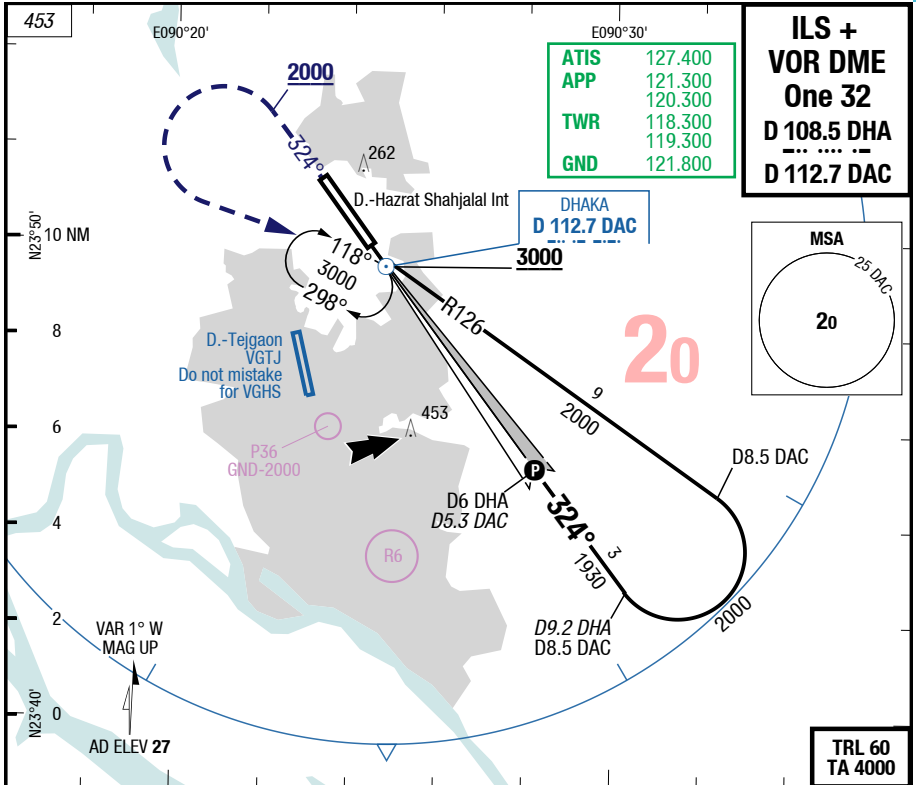 453
E090°20'
E090°30'
ILS +
VOR DME
One 32
D 108.5 DHA
D 112.7 DAC
ATIS 127.400
APP 121.300
120.300
TWR 118.300
119.300
GND 121.800
2000
324°
262
D.-Hazrat Shahjalal Int
DHAKA
D 112.7 DAC
3000
N23°50'
10 NM
118°
3000
298°
R126
MSA
25 DAC
20
20
8
D.-Tejgaon
VGTJ
Do not mistake
for VGHS
9
2000
6
453
P36
GND-2000
D8.5 DAC
P
D6 DHA
D5.3 DAC
324°
4
R6
3
1930
2
D9.2 DHA
D8.5 DAC
2000
VAR 1° W
MAG UP
N23°40'
0
AD ELEV 27
TRL 60
TA 4000